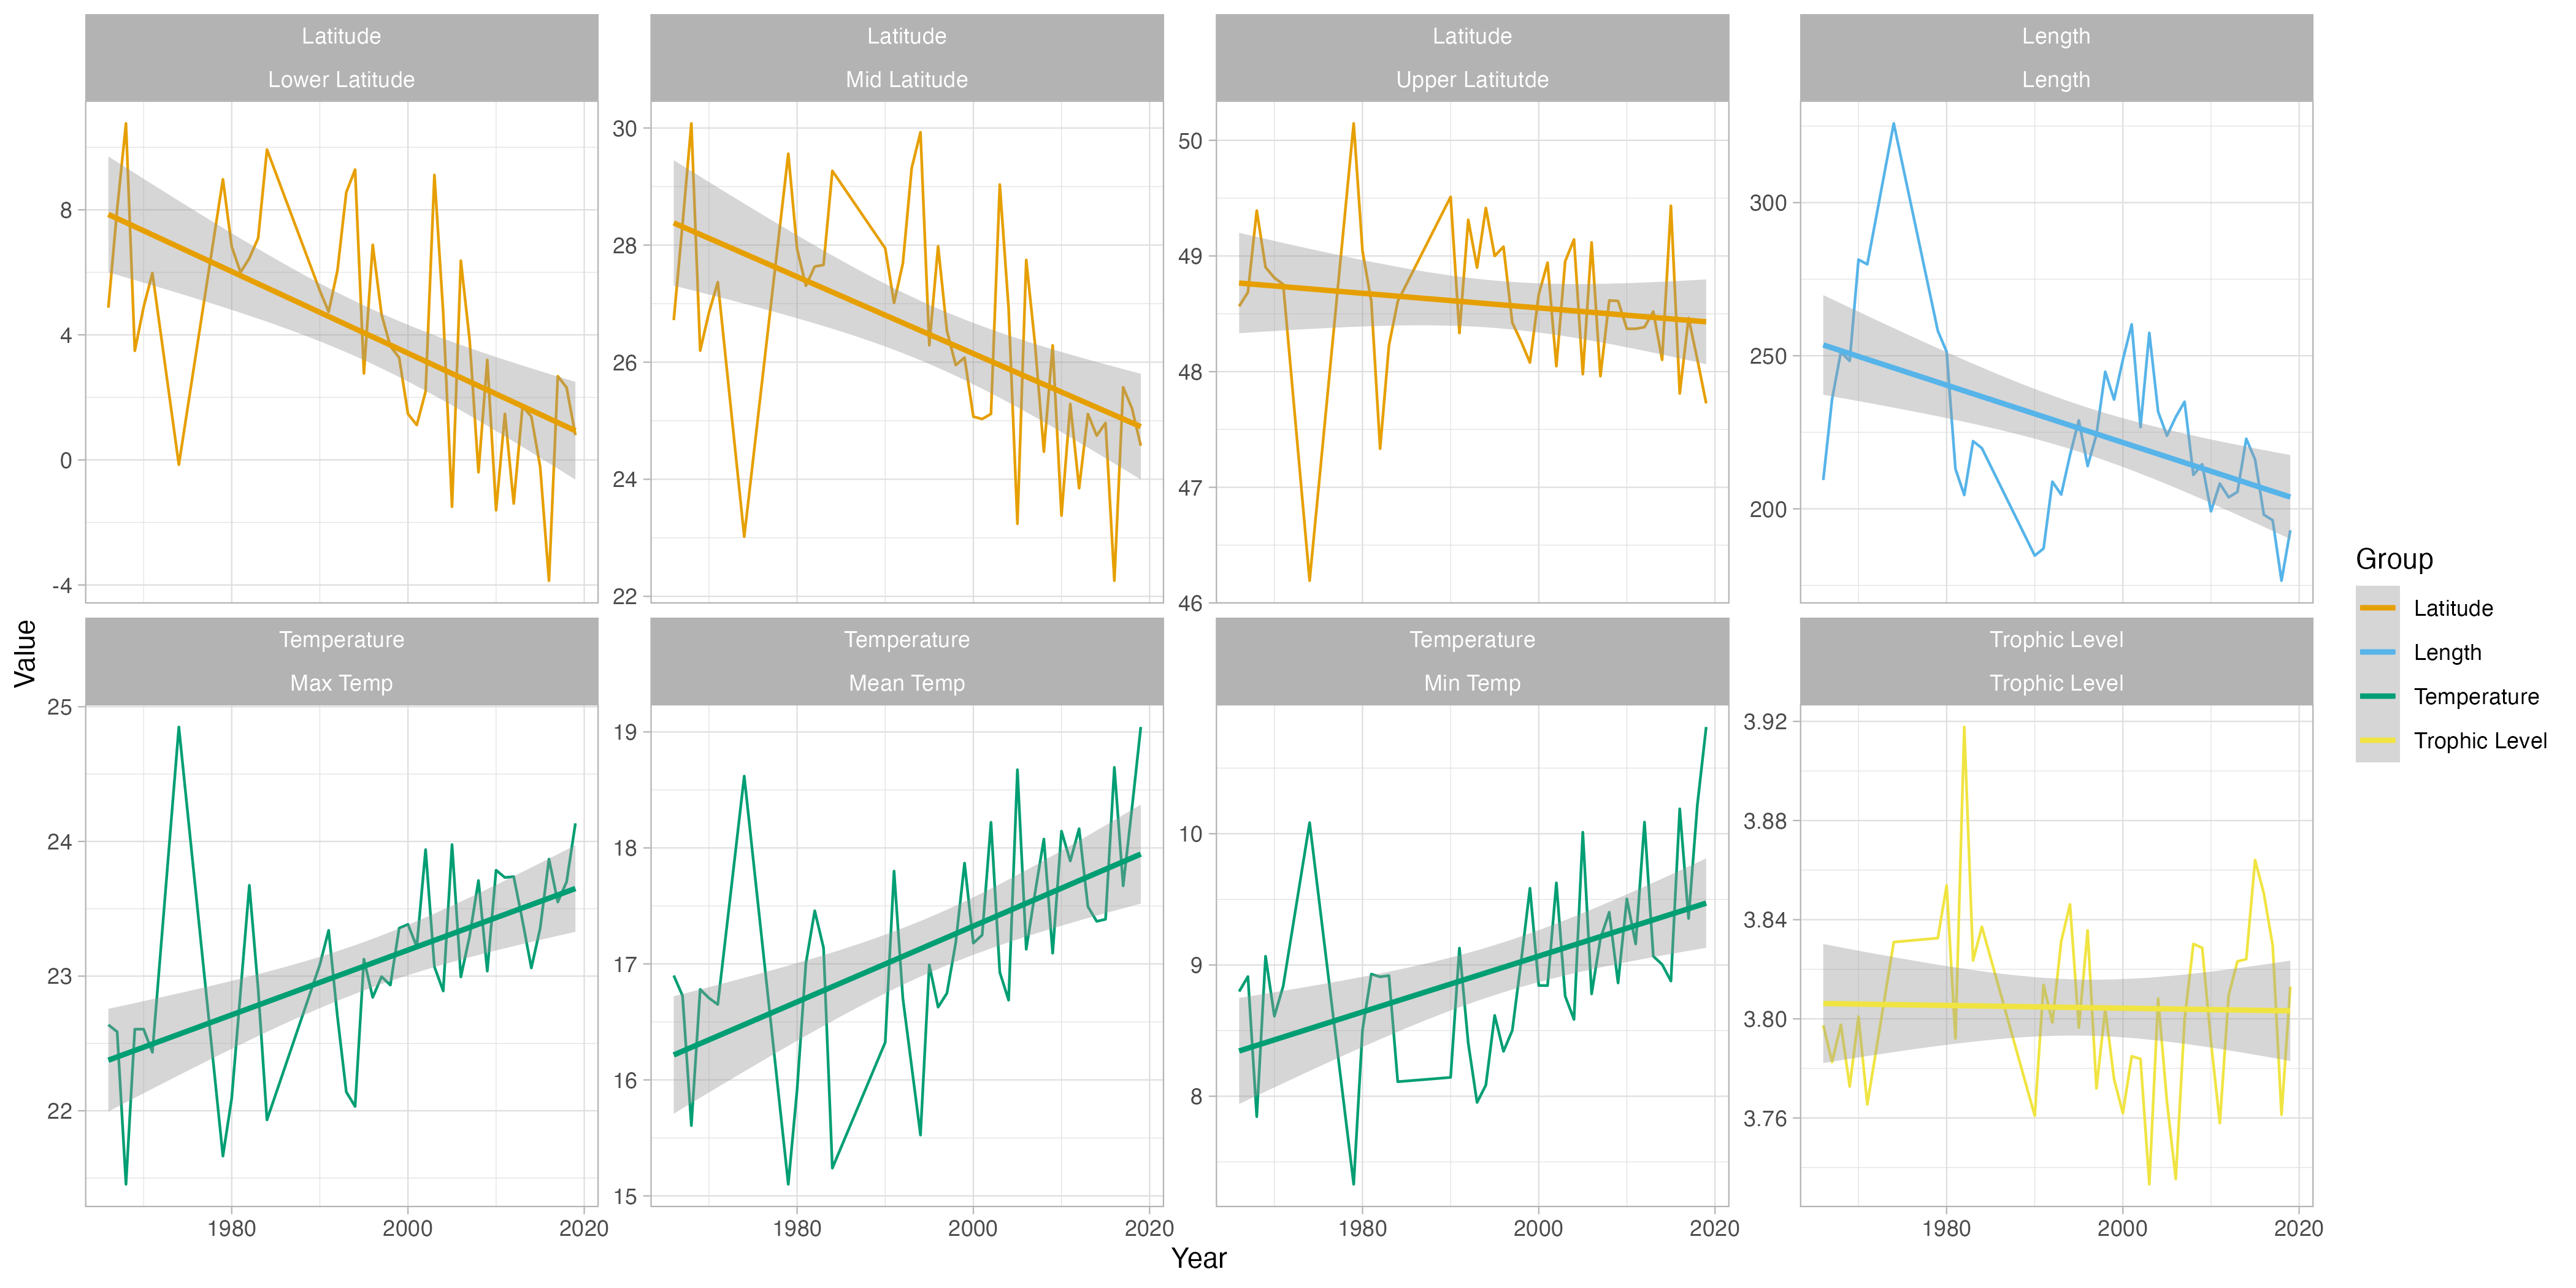 Latitude
Lower Latitude
Latitude
Mid Latitude
Latitude
Upper Latitutde
Length
Length
8
4
0
-4
30
28
26
24
22
50
49
48
47
46
300
250
200
Temperature
Max Temp
Temperature
Mean Temp
Temperature
Min Temp
Trophic Level
Trophic Level
25
24
23
22
19
18
17
16
15
10
9
8
3.92
3.88
3.84
3.80
3.76
1980 2000 2020
1980 2000 2020
1980 2000 2020
1980 2000 2020
Year
Value
Group
Latitude
Length
Temperature
Trophic Level